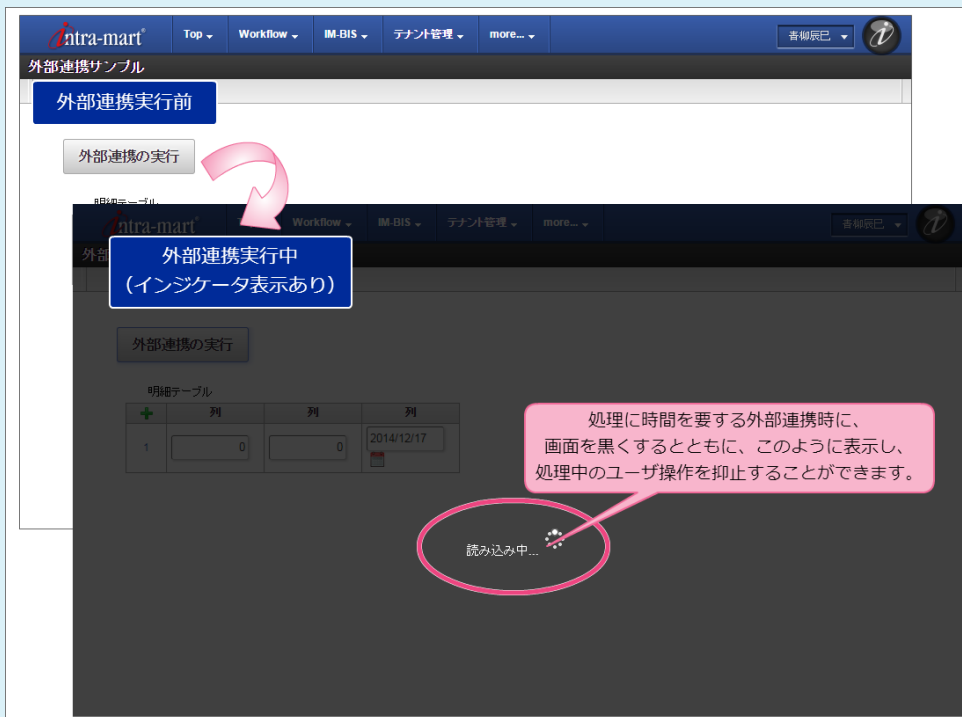 intra-mart Top Workflow IM-BIS テナント管理 more... 青柳辰巳
外部連携サンプル
外部連携実行前
外部連携の実行
明細テーブル
intra-mart Workflow IM-BIS テナント管理 more... 青柳辰巳
外部
外部連携実行中
(インジケータ表示あり)
外部連携の実行
明細テーブル
列 列 列
1 0 0 2014/12/17
処理に時間を要する外部連携時に、
画面を黒くするとともに、このように表示し、
処理中のユーザ操作を抑止することができます。
読み込み中...